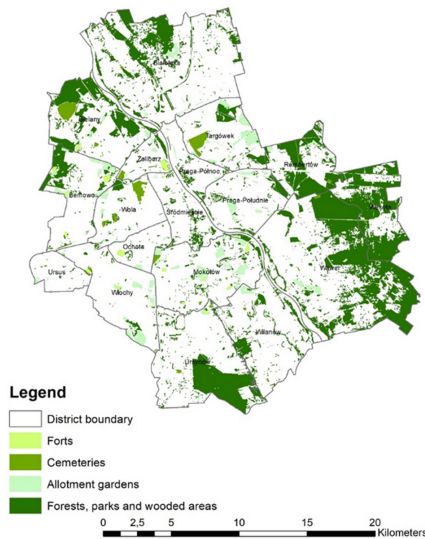 Białołęka
Bielany
Targówek
Żoliborz
Rembertów
Praga-Północ
Bemowo
Praga-Południe
Wola
Śródmieście
Ochota
Ursus
Mokotów
Włochy
Wilanów
Ursynów
Legend
District boundary
Forts
Cemeteries
Allotment gardens
Forests, parks and wooded areas
0 2,5 5 10 15 20
Kilometers